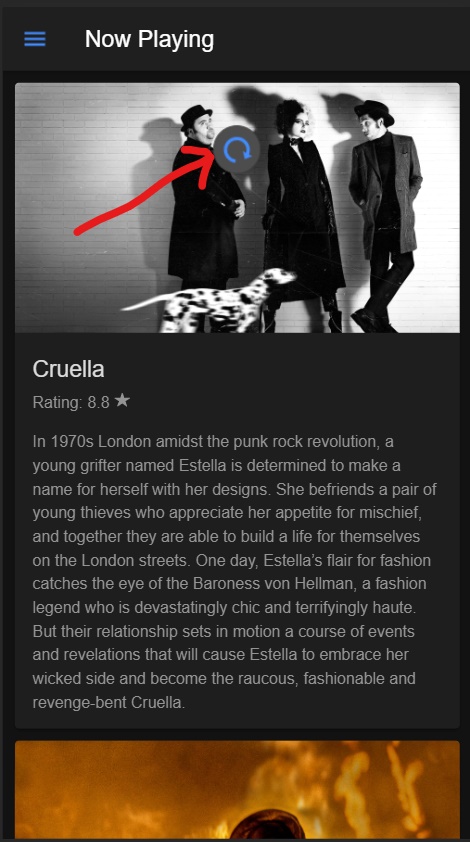 Now Playing
Cruella
Rating: 8.8 ★
In 1970s London amidst the punk rock revolution, a
young grifter named Estella is determined to make a
name for herself with her designs. She befriends a pair of
young thieves who appreciate her appetite for mischief,
and together they are able to build a life for themselves
on the London streets. One day, Estella’s flair for fashion
catches the eye of the Baroness von Hellman, a fashion
legend who is devastatingly chic and terrifyingly haute.
But their relationship sets in motion a course of events
and revelations that will cause Estella to embrace her
wicked side and become the raucous, fashionable and
revenge-bent Cruella.